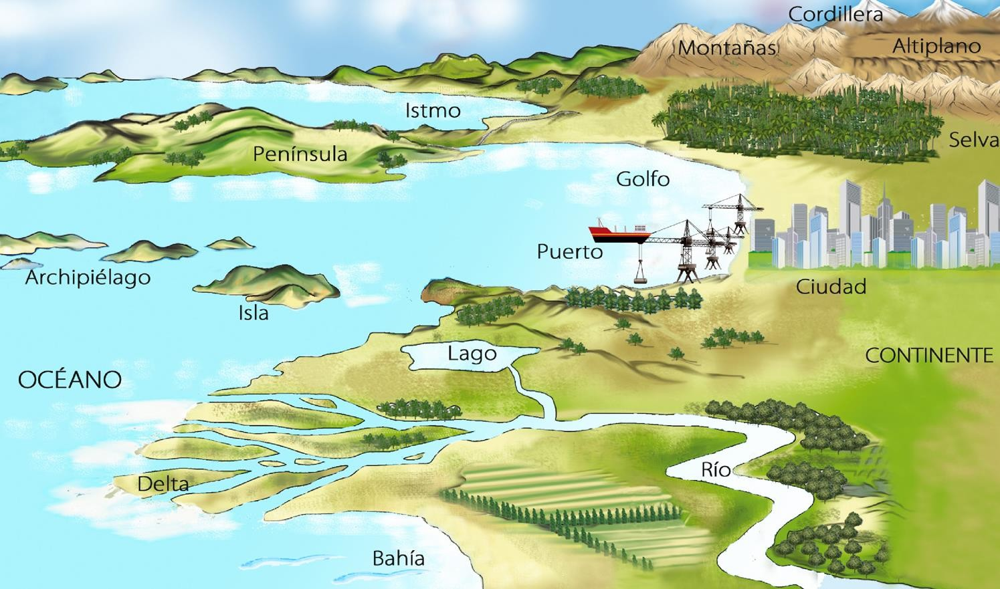 Cordillera
Montañas
Altiplano
Istmo
Selva
Península
Golfo
Puerto
Archipiélago
Ciudad
Isla
Lago
CONTINENTE
OCÉANO
Río
Delta
Bahía